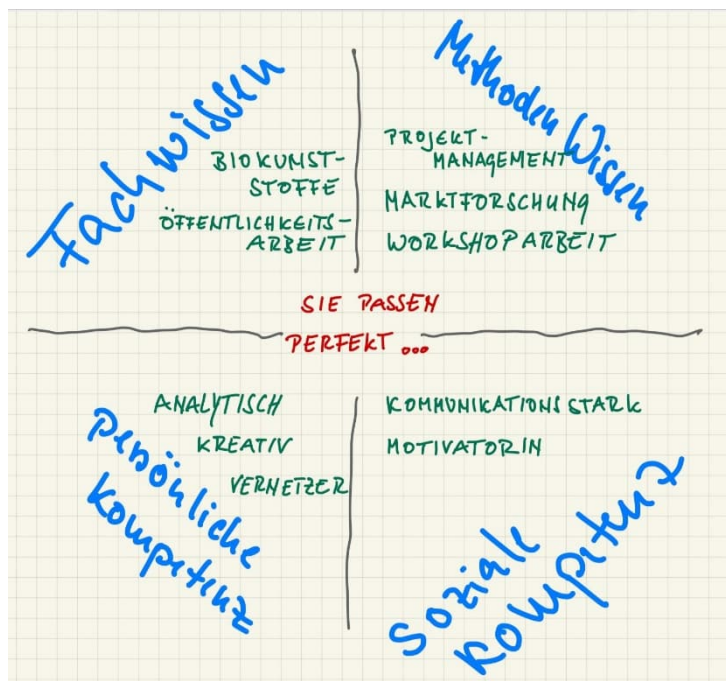 Fachwissen
BIOKUNST-
STOFFE
ÖFFENTLICHKEITS-
ARBEIT
Methoden Wissen
PROJEKT-
MANAGEMENT
MARKTFORSCHUNG
WORKSHOPARBEIT
SIE PASSEN
PERFEKT ...
ANALYTISCH
KREATIV
VERNETZER
persönliche
Kompetenz
KOMMUNIKATIONSSTARK
MOTIVATORIN
Soziale
Kompetenz